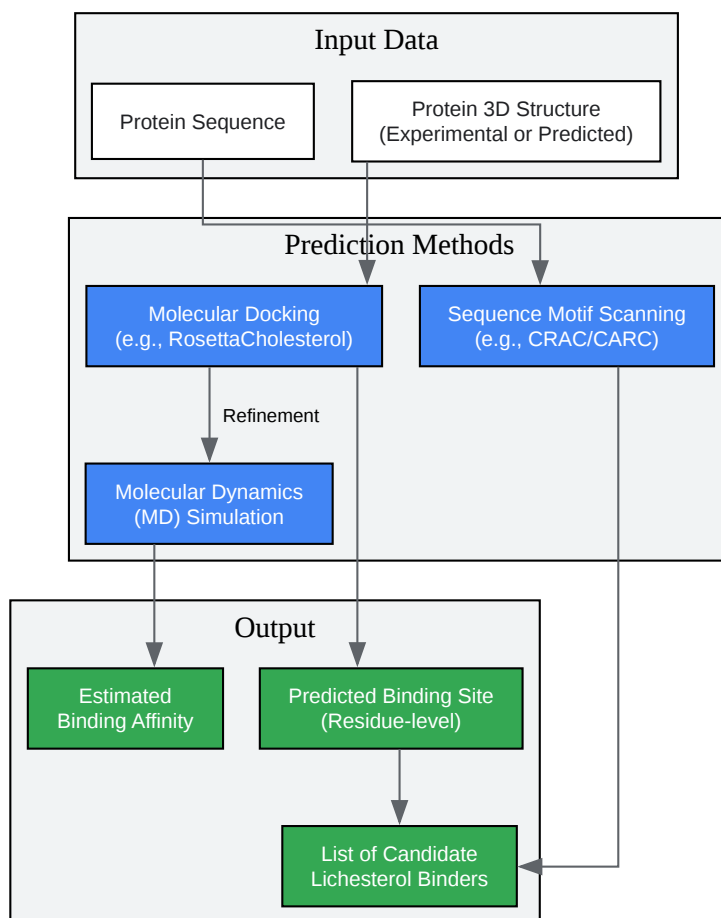 Input Data
Protein Sequence
Protein 3D Structure
(Experimental or Predicted)
Prediction Methods
Molecular Docking
(e.g., RosettaCholesterol)
Sequence Motif Scanning
(e.g., CRAC/CARC)
Refinement
Molecular Dynamics
(MD) Simulation
Output
Estimated
Binding Affinity
Predicted Binding Site
(Residue-level)
List of Candidate
Lichesterol Binders